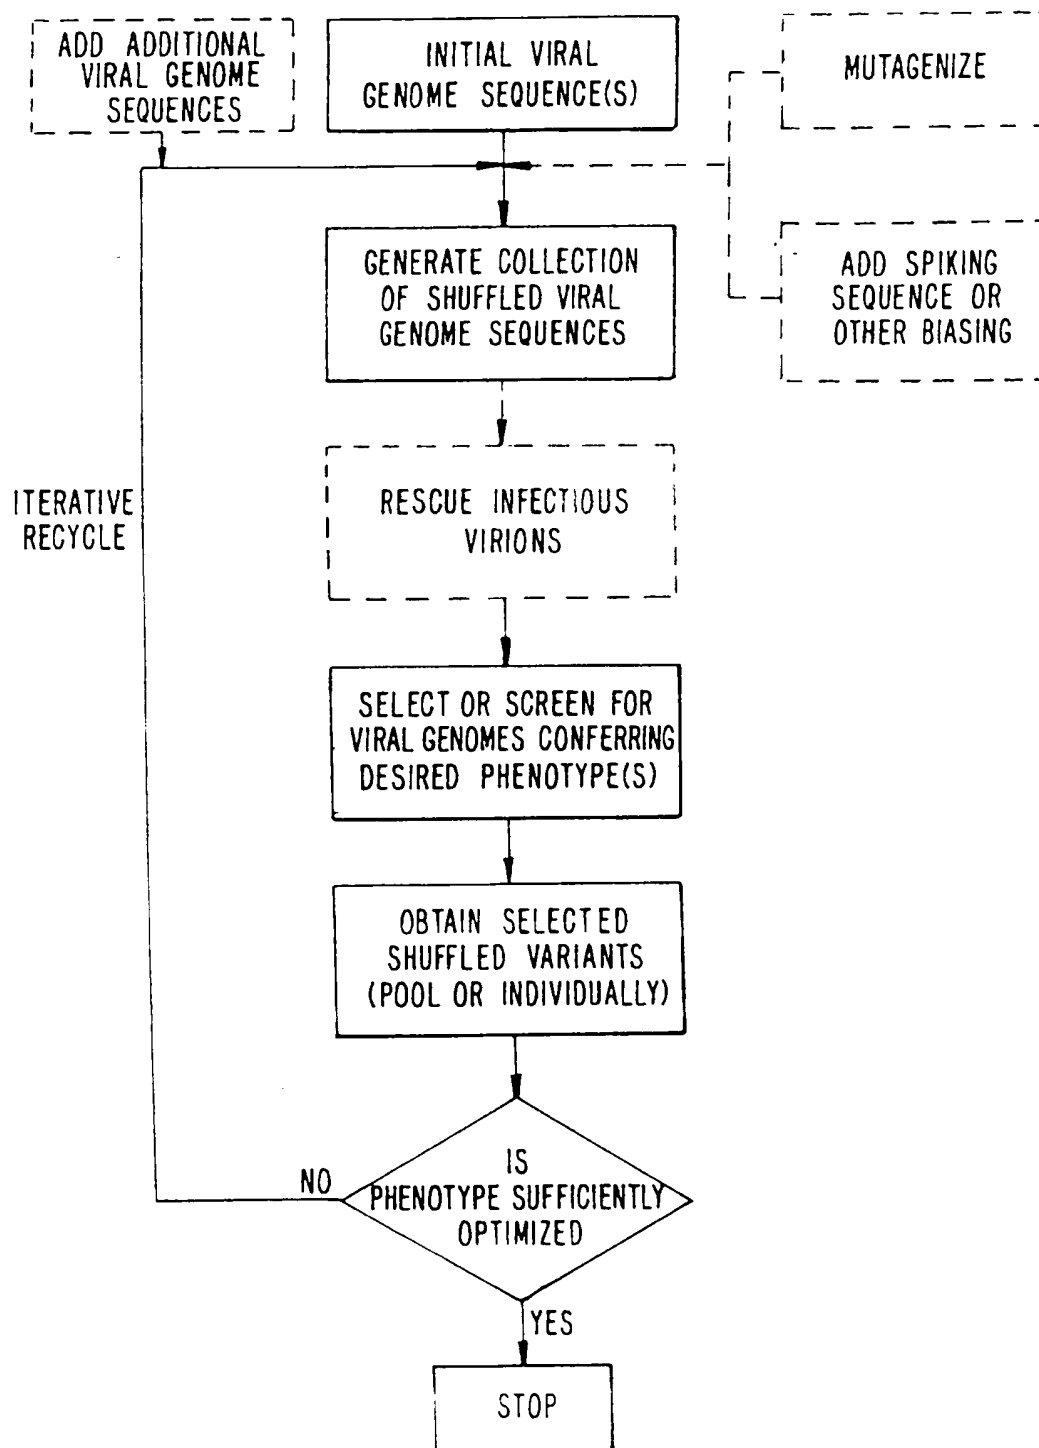 ADD ADDITIONAL
VIRAL GENOME
SEQUENCES
INITIAL VIRAL
GENOME SEQUENCE(S)
MUTAGENIZE
GENERATE COLLECTION
OF SHUFFLED VIRAL
GENOME SEQUENCES
ADD SPIKING
SEQUENCE OR
OTHER BIASING
ITERATIVE
RECYCLE
RESCUE INFECTIOUS
VIRIONS
SELECT OR SCREEN FOR
VIRAL GENOMES CONFERRING
DESIRED PHENOTYPE(S)
OBTAIN SELECTED
SHUFFLED VARIANTS
(POOL OR INDIVIDUALLY)
NO
IS
PHENOTYPE SUFFICIENTLY
OPTIMIZED
YES
STOP